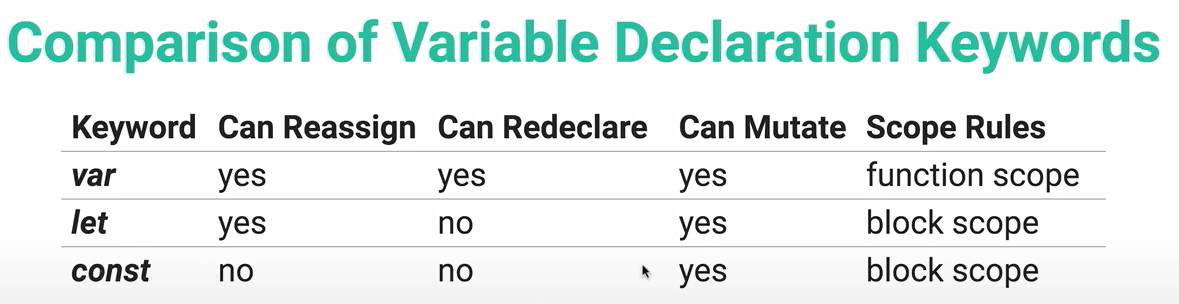 Comparison of Variable Declaration Keywords
Keyword Can Reassign Can Redeclare Can Mutate Scope Rules
var yes yes yes function scope
let yes no yes block scope
const no no yes block scope